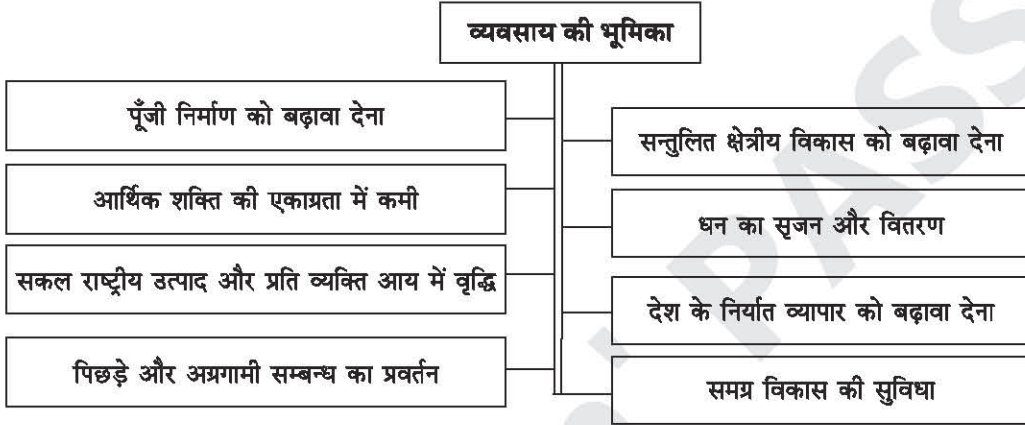 व्यवसाय की भूमिका
पूँजी निर्माण को बढ़ावा देना
आर्थिक शक्ति की एकाग्रता में कमी
सकल राष्ट्रीय उत्पाद और प्रति व्यक्ति आय में वृद्धि
पिछड़े और अग्रगामी सम्बन्ध का प्रवर्तन
सन्तुलित क्षेत्रीय विकास को बढ़ावा देना
धन का सृजन और वितरण
देश के निर्यात व्यापार को बढ़ावा देना
समग्र विकास की सुविधा
PASS